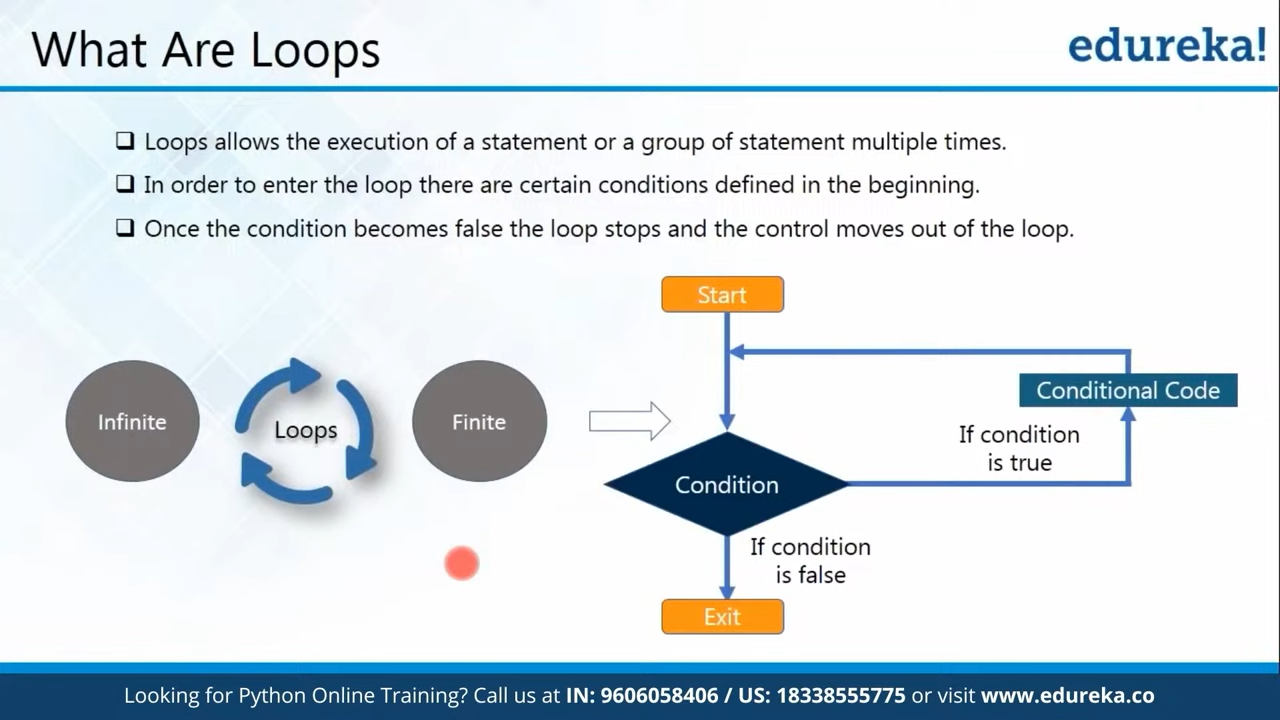 What Are Loops
edureka!
❑ Loops allows the execution of a statement or a group of statement multiple times.
❑ In order to enter the loop there are certain conditions defined in the beginning.
❑ Once the condition becomes false the loop stops and the control moves out of the loop.
Start
Conditional Code
Infinite
Loops
Finite
If condition
is true
Condition
If condition
is false
Exit
Looking for Python Online Training? Call us at IN: 9606058406 / US: 18338555775 or visit www.edureka.co